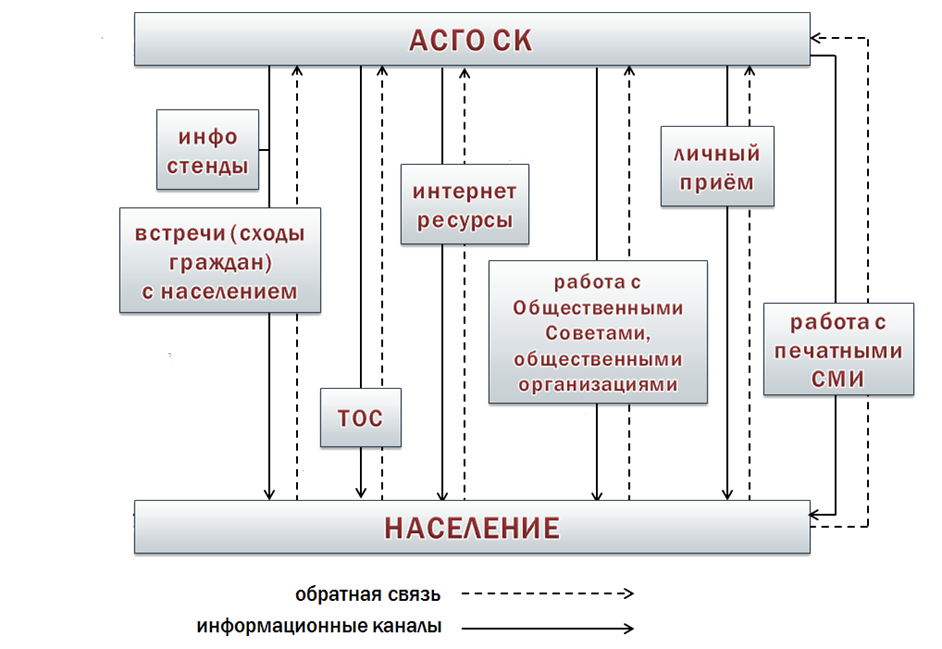 АСГО СК
инфо
стенды
встречи (сходы
граждан)
с населением
ТОС
интернет
ресурсы
работа с
Общественными
Советами,
общественными
организациями
личный
приём
работа с
печатными
СМИ
НАСЕЛЕНИЕ
обратная связь
информационные каналы